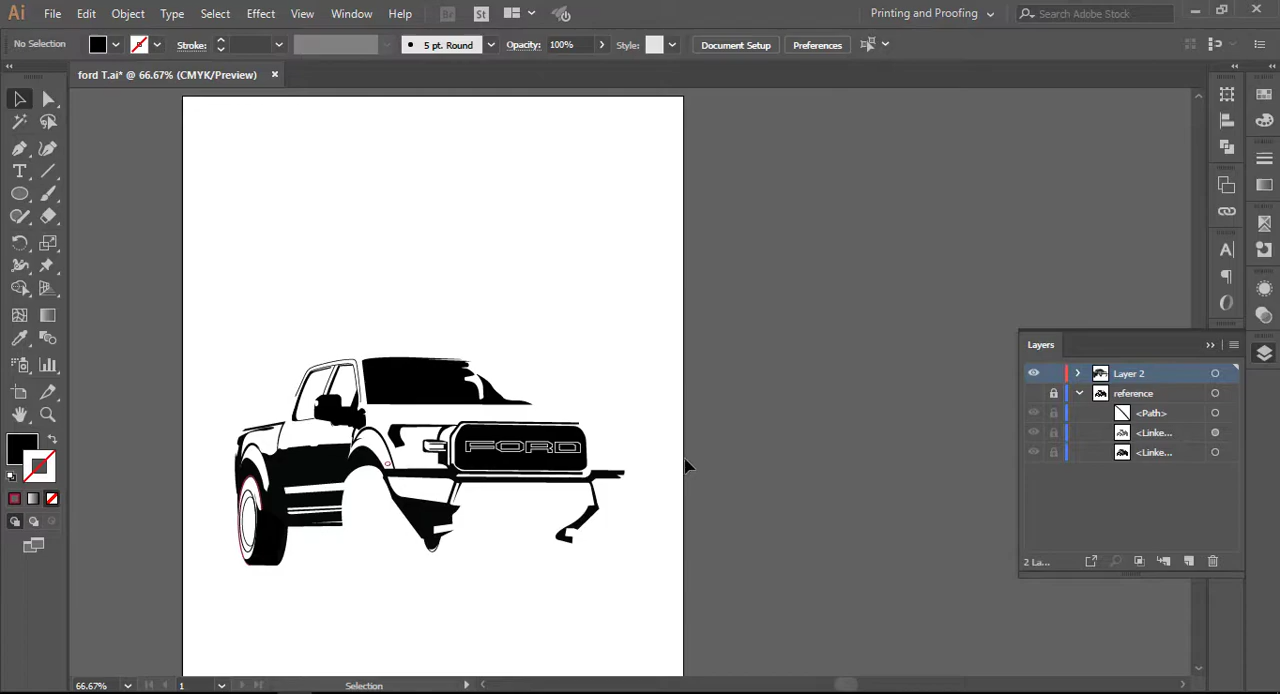 Ai File Edit Object Type Select Effect View Window Help Br St Printing and Proofing Search Adobe Stock
No Selection Stroke: 5 pt. Round Opacity: 100% Style: Document Setup Preferences
ford T.ai* @ 66.67% (CMYK/Preview)
Layers
Layer 2
reference
<Path>
<Linke...
<Linke...
FORD
2 La...
66.67% 1 Selection